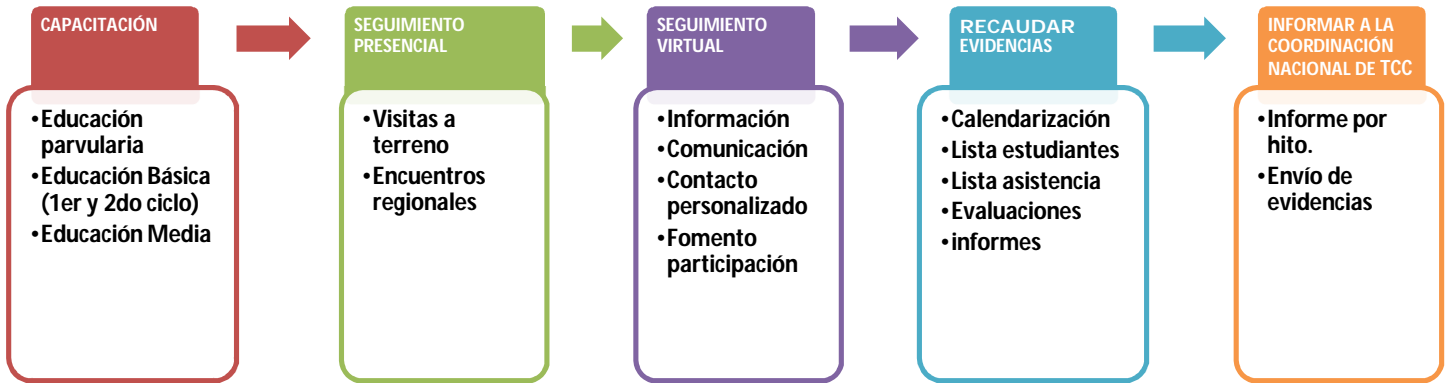 CAPACITACIÓN
•Educación
parvularia
•Educación Básica
(1er y 2do ciclo)
•Educación Media
SEGUIMIENTO
PRESENCIAL
•Visitas a
terreno
•Encuentros
regionales
SEGUIMIENTO
VIRTUAL
•Información
•Comunicación
•Contacto
personalizado
•Fomento
participación
RECAUDAR
EVIDENCIAS
•Calendarización
•Lista estudiantes
•Lista asistencia
•Evaluaciones
•informes
INFORMAR A LA
COORDINACIÓN
NACIONAL DE TCC
•Informe por
hito.
•Envío de
evidencias